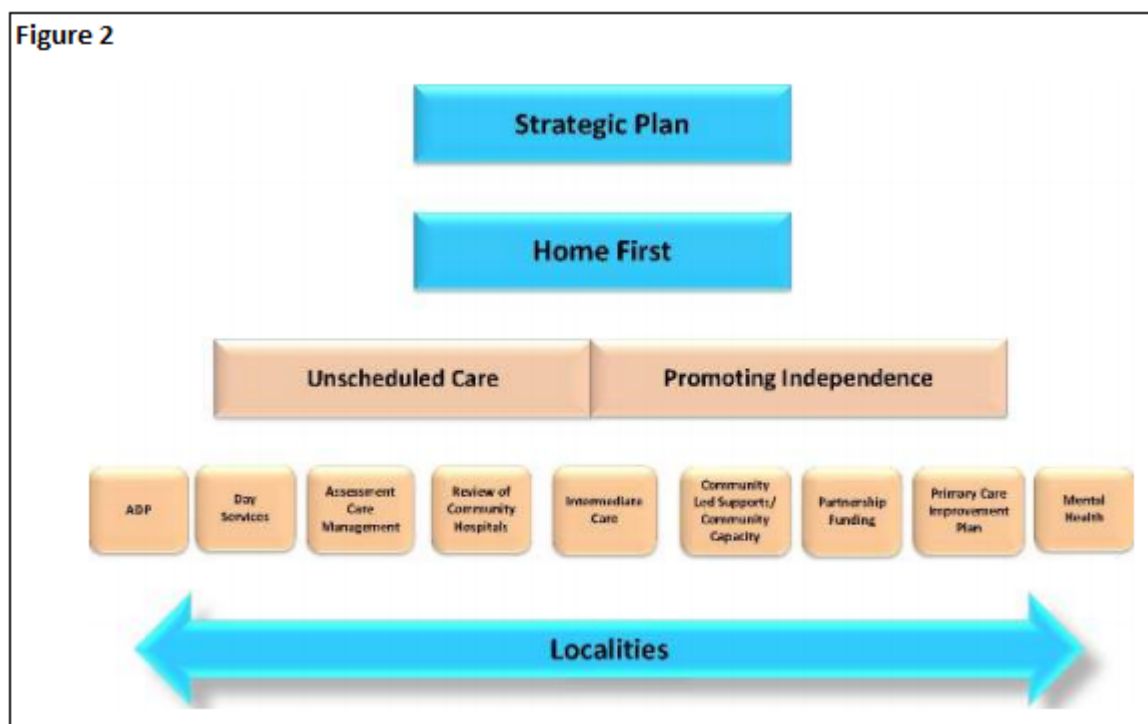 Figure 2
Strategic Plan
Home First
Unscheduled Care
Promoting Independence
ADP
Day
Services
Assessment
Care
Management
Review of
Community
Hospitals
Intermediate
Care
Community
Led Supports/
Community
Capacity
Partnership
Funding
Primary Care
Improvement
Plan
Mental
Health
Localities